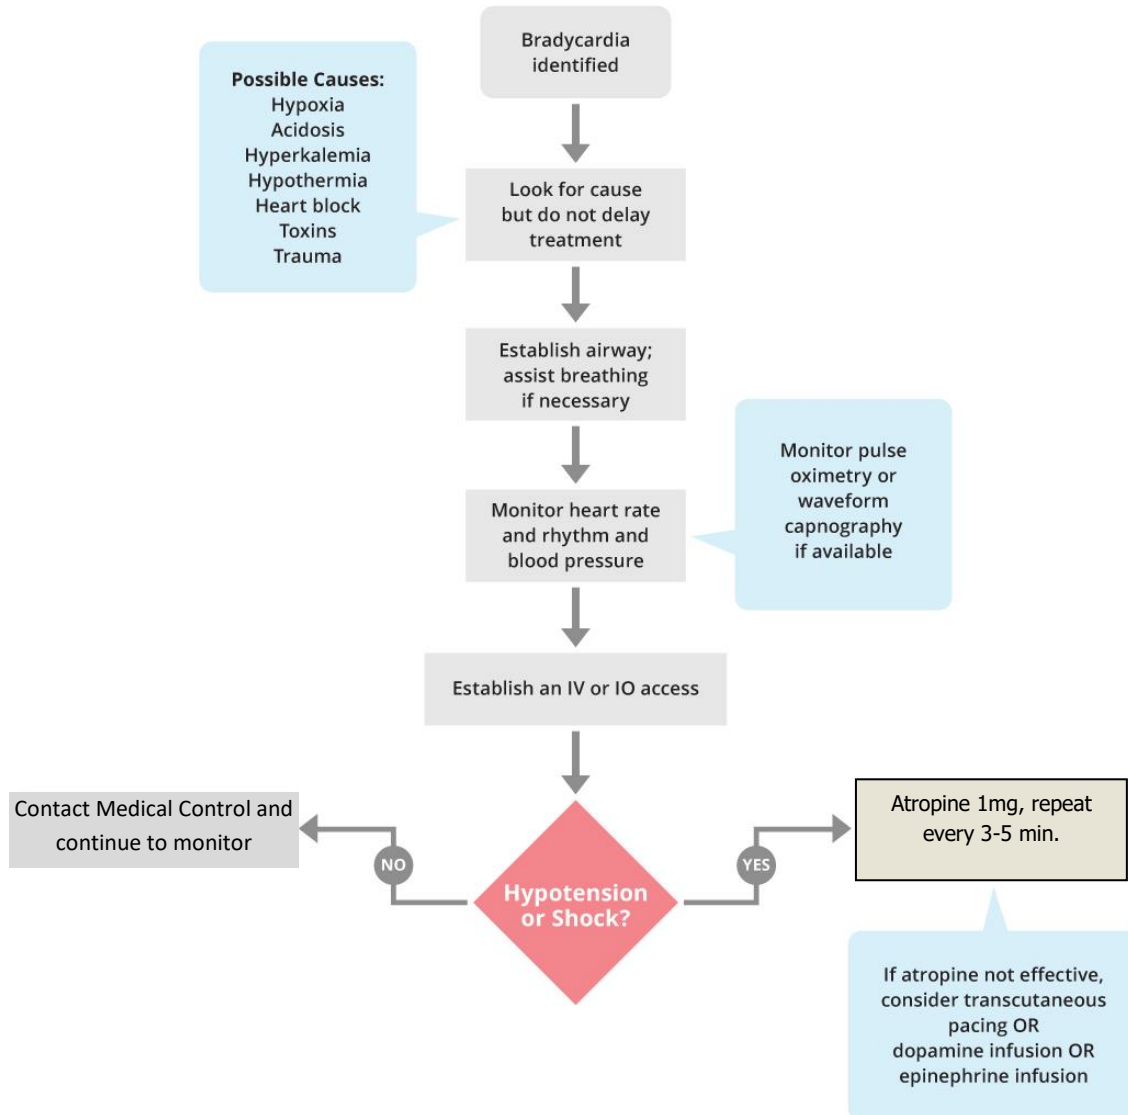 Bradycardia
identified
Possible Causes:
Hypoxia
Acidosis
Hyperkalemia
Hypothermia
Heart block
Toxins
Trauma
Look for cause
but do not delay
treatment
Establish airway;
assist breathing
if necessary
Monitor heart rate
and rhythm and
blood pressure
Monitor pulse
oximetry or
waveform
capnography
if available
Establish an IV or IO access
Hypotension
or Shock?
NO
Contact Medical Control and
continue to monitor
YES
Atropine 1mg, repeat
every 3-5 min.
If atropine not effective,
consider transcutaneous
pacing OR
dopamine infusion OR
epinephrine infusion